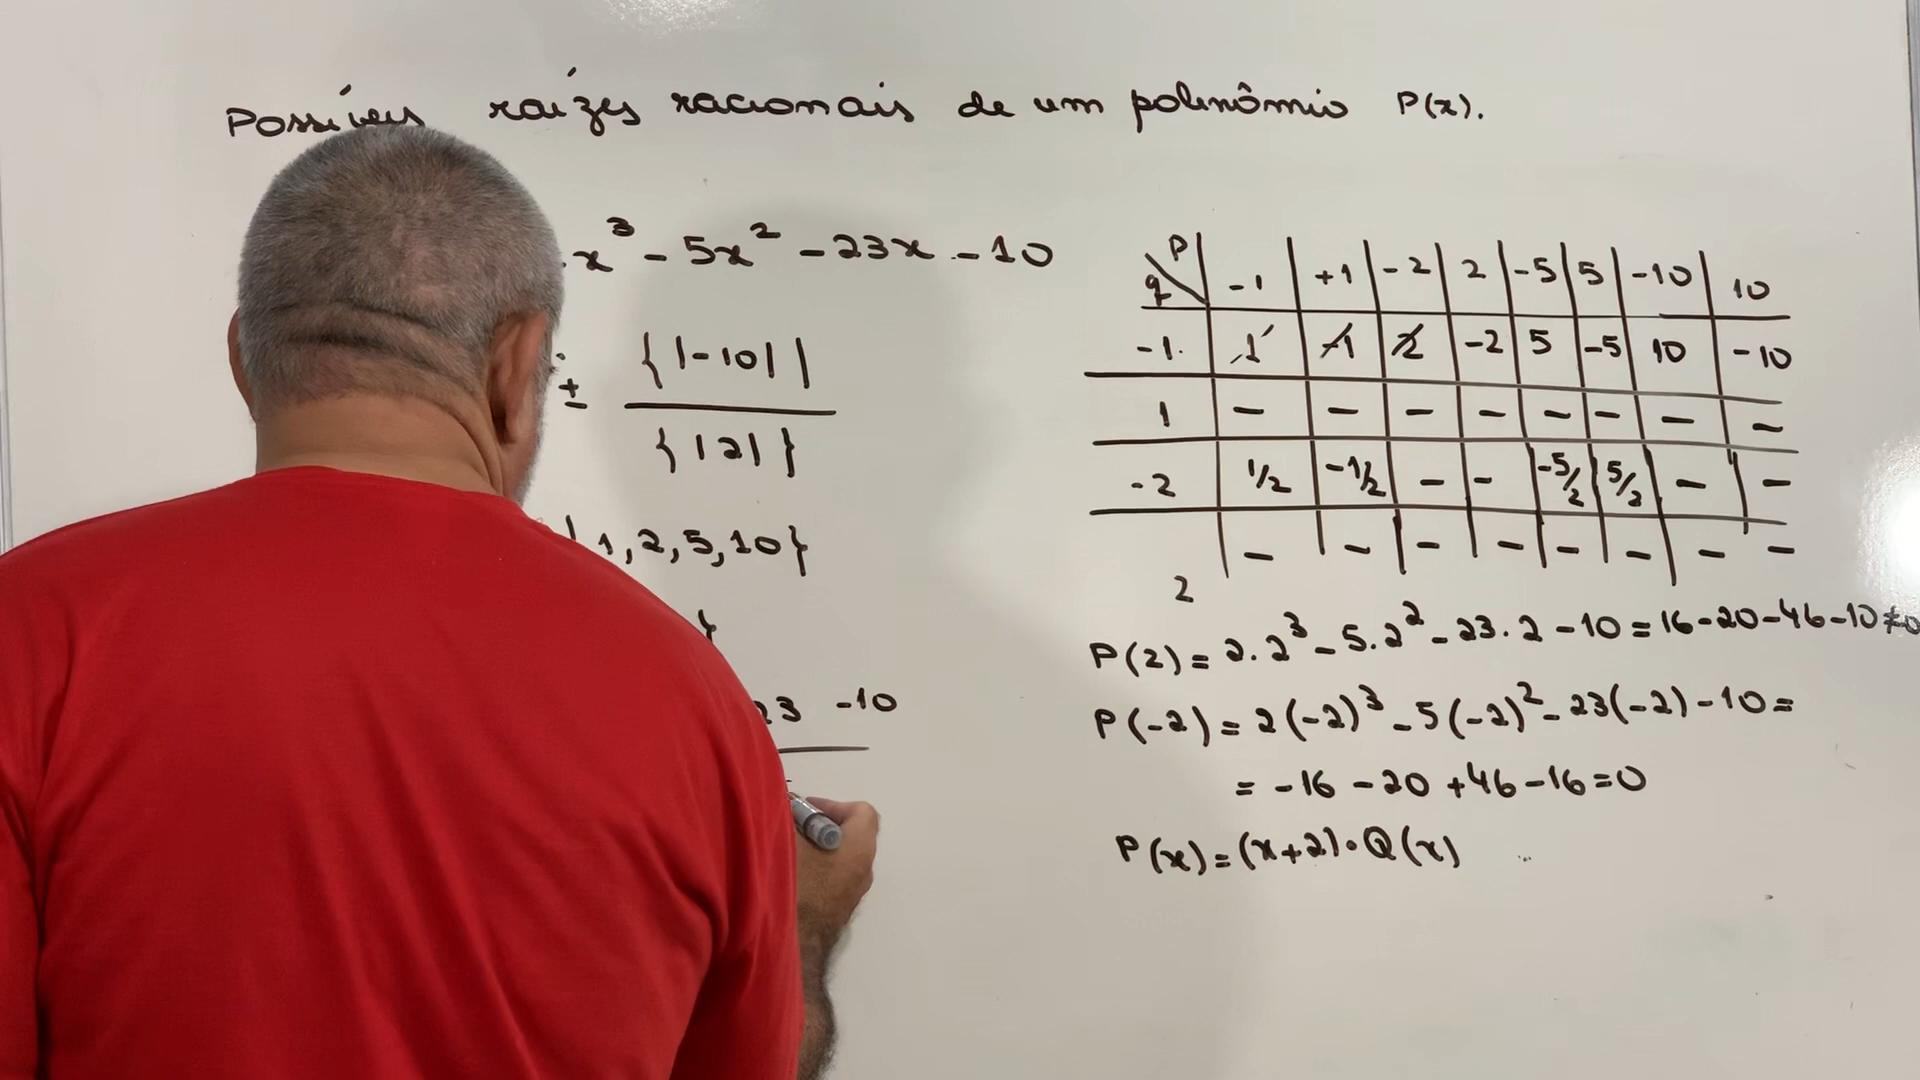 Possíveis raízes racionais de um polinômio P(x).
x³ - 5x² - 23x - 10
± {|-10|}
{|2|}
1, 2, 5, 10}
}
23 -10
P
q -1 +1 -2 2 -5 5 -10 10
-1. 1 -1 2 -2 5 -5 10 -10
1 - - - - - - - -
-2 1/2 -1/2 - - -5/2 5/2 - -
2 - - - - - - - -
P(2) = 2.2³ - 5.2² - 23.2 - 10 = 16 - 20 - 46 - 10 ≠ 0
P(-2) = 2(-2)³ - 5(-2)² - 23(-2) - 10 =
= -16 - 20 + 46 - 16 = 0
P(x) = (x+2)•Q(x)